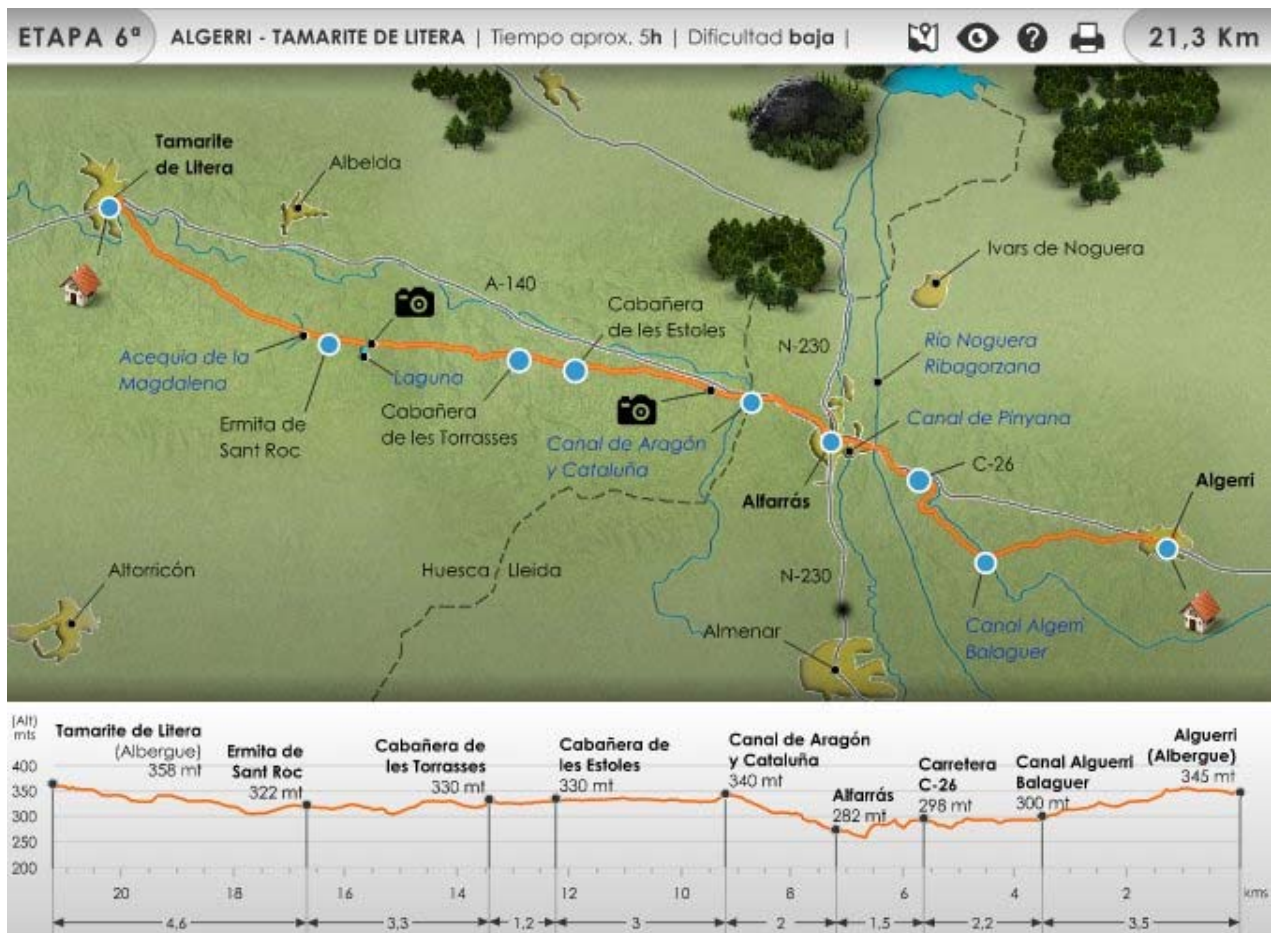 ETAPA 6ª
ALGERRI - TAMARITE DE LITERA | Tiempo aprox. 5h | Dificultad baja |
?
21,3 Km
Tamarite
de Litera
Albelda
A-140
Cabañera
de les Estoles
N-230
Ivars de Noguera
Río Noguera
Ribagorzana
Acequia de la
Magdalena
Laguna
Ermita de
Sant Roc
Cabañera
de les Torrasses
Canal de Aragón
y Cataluña
Canal de Pinyana
C-26
Alfarrás
Algerri
Altorricón
Huesca
Lleida
N-230
Almenar
Canal Algerri
Balaguer
(Alt)
mts
400
350
300
250
200
Tamarite de Litera
(Albergue)
358 mt
Ermita de
Sant Roc
322 mt
Cabañera de
les Torrasses
330 mt
Cabañera de
les Estoles
330 mt
Canal de Aragón
y Cataluña
340 mt
Alfarrás
282 mt
Carretera
C-26
298 mt
Canal Alguerri
Balaguer
300 mt
Alguerri
(Albergue)
345 mt
20 18 16 14 12 10 8 6 4 2 kms
4,6 3,3 1,2 3 2 1,5 2,2 3,5